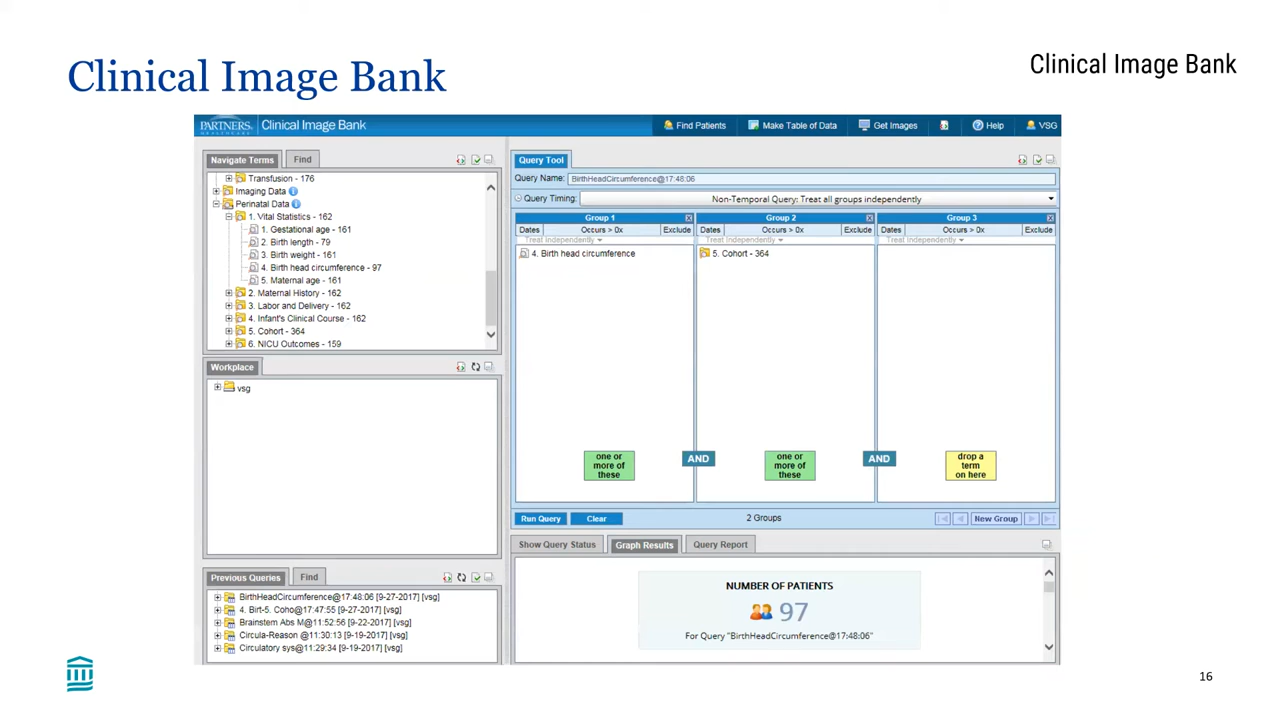 Clinical Image Bank
Clinical Image Bank
PARTNERS. HEALTHCARE Clinical Image Bank
Find Patients Make Table of Data Get Images Help VSG
Navigate Terms Find
Transfusion - 176
Imaging Data
Perinatal Data
1. Vital Statistics - 162
1. Gestational age - 161
2. Birth length - 79
3. Birth weight - 161
4. Birth head circumference - 97
5. Maternal age - 161
2. Maternal History - 162
3. Labor and Delivery - 162
4. Infant's Clinical Course - 162
5. Cohort - 364
6. NICU Outcomes - 159
Workplace
vsg
Previous Queries Find
BirthHeadCircumference@17:48:06 [9-27-2017] [vsg]
4. Birt-5. Coho@17:47:55 [9-27-2017] [vsg]
Brainstem Abs M@11:52:56 [9-22-2017] [vsg]
Circula-Reason @11:30:13 [9-19-2017] [vsg]
Circulatory sys@11:29:34 [9-19-2017] [vsg]
Query Tool
Query Name: BirthHeadCircumference@17:48:06
Query Timing: Non-Temporal Query: Treat all groups independently
Group 1 Group 2 Group 3
Dates Occurs > 0x Exclude Dates Occurs > 0x Exclude Dates Occurs > 0x Exclude
Treat Independently Treat Independently Treat Independently
4. Birth head circumference 5. Cohort - 364
one or more of these AND one or more of these AND drop a term on here
Run Query Clear 2 Groups New Group
Show Query Status Graph Results Query Report
NUMBER OF PATIENTS
97
For Query "BirthHeadCircumference@17:48:06"
16